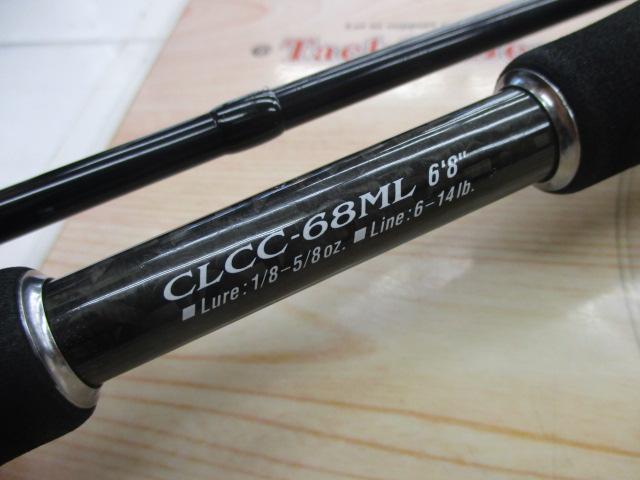 CLCC-68ML 6'8"
■Lure:1/8-5/8oz. ■Line:6-14lb.